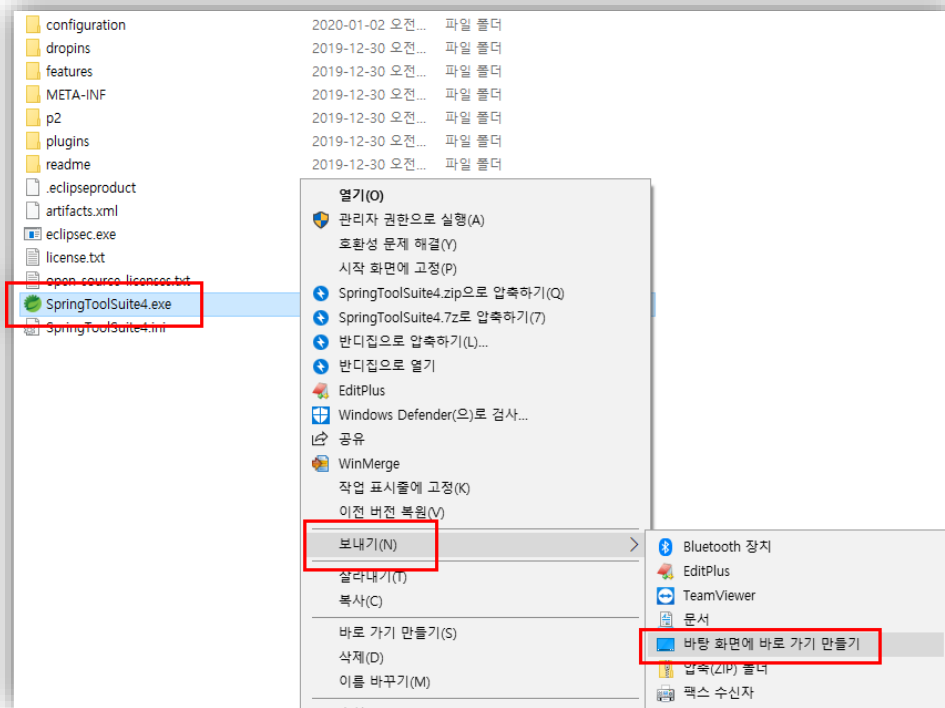 configuration 2020-01-02 오전... 파일 폴더
dropins 2019-12-30 오전... 파일 폴더
features 2019-12-30 오전... 파일 폴더
META-INF 2019-12-30 오전... 파일 폴더
p2 2019-12-30 오전... 파일 폴더
plugins 2019-12-30 오전... 파일 폴더
readme 2019-12-30 오전... 파일 폴더
.eclipseproduct
artifacts.xml
eclipsec.exe
license.txt
open-source-licenses.txt
SpringToolSuite4.exe
SpringToolSuite4.ini
열기(O)
관리자 권한으로 실행(A)
호환성 문제 해결(Y)
시작 화면에 고정(P)
SpringToolSuite4.zip으로 압축하기(Q)
SpringToolSuite4.7z로 압축하기(7)
반디집으로 압축하기(L)...
반디집으로 열기
EditPlus
Windows Defender(으)로 검사...
공유
WinMerge
작업 표시줄에 고정(K)
이전 버전 복원(V)
보내기(N)
잘라내기(T)
복사(C)
바로 가기 만들기(S)
삭제(D)
이름 바꾸기(M)
Bluetooth 장치
EditPlus
TeamViewer
문서
바탕 화면에 바로 가기 만들기
압축(ZIP) 폴더
팩스 수신자